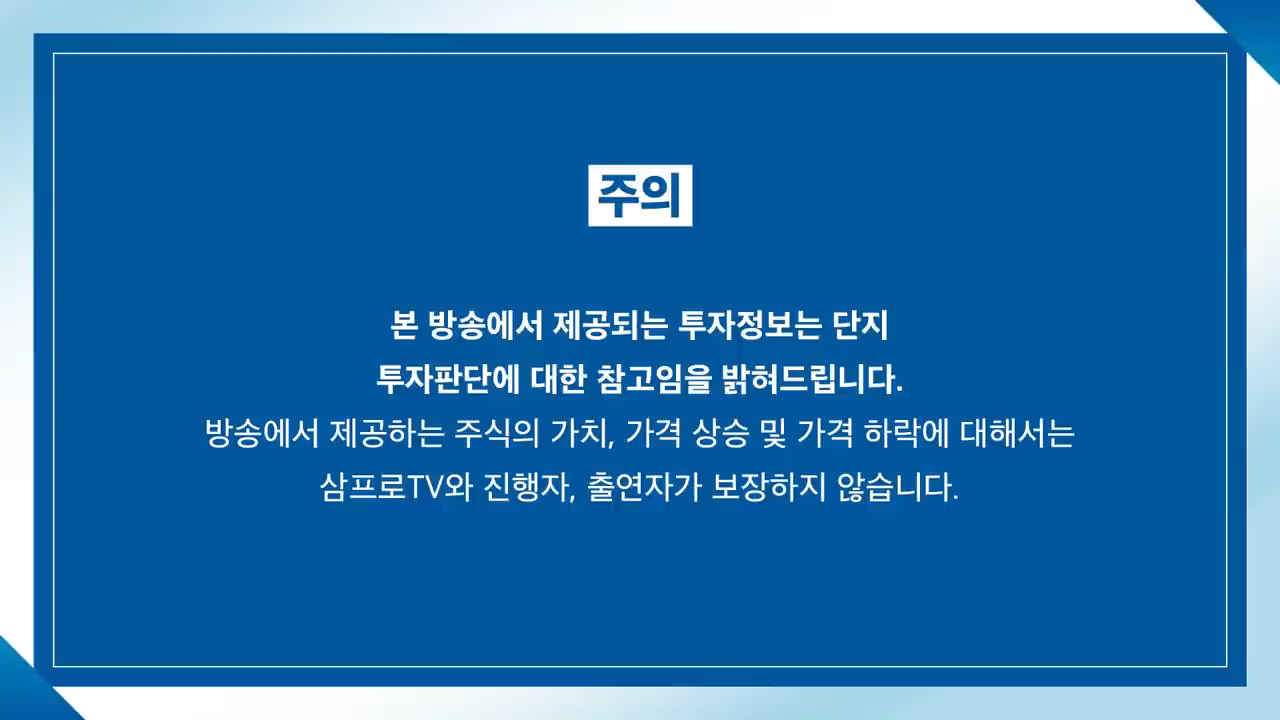 주의
본 방송에서 제공되는 투자정보는 단지
투자판단에 대한 참고임을 밝혀드립니다.
방송에서 제공하는 주식의 가치, 가격 상승 및 가격 하락에 대해서는
삼프로TV와 진행자, 출연자가 보장하지 않습니다.